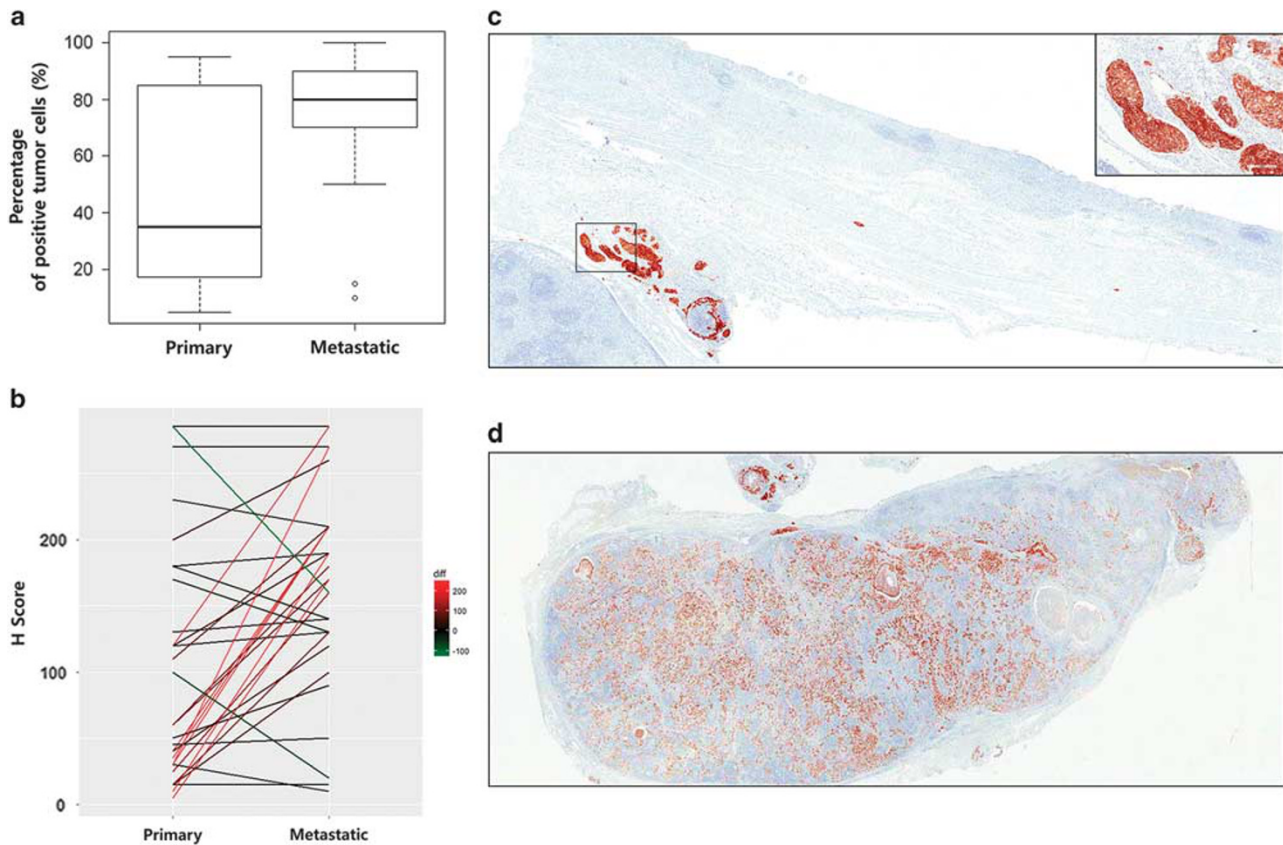 a
Percentage
of positive tumor cells (%)
100
80
60
40
20
Primary
Metastatic
b
H Score
200
100
0
Primary
Metastatic
diff
200
100
0
-100
c
d